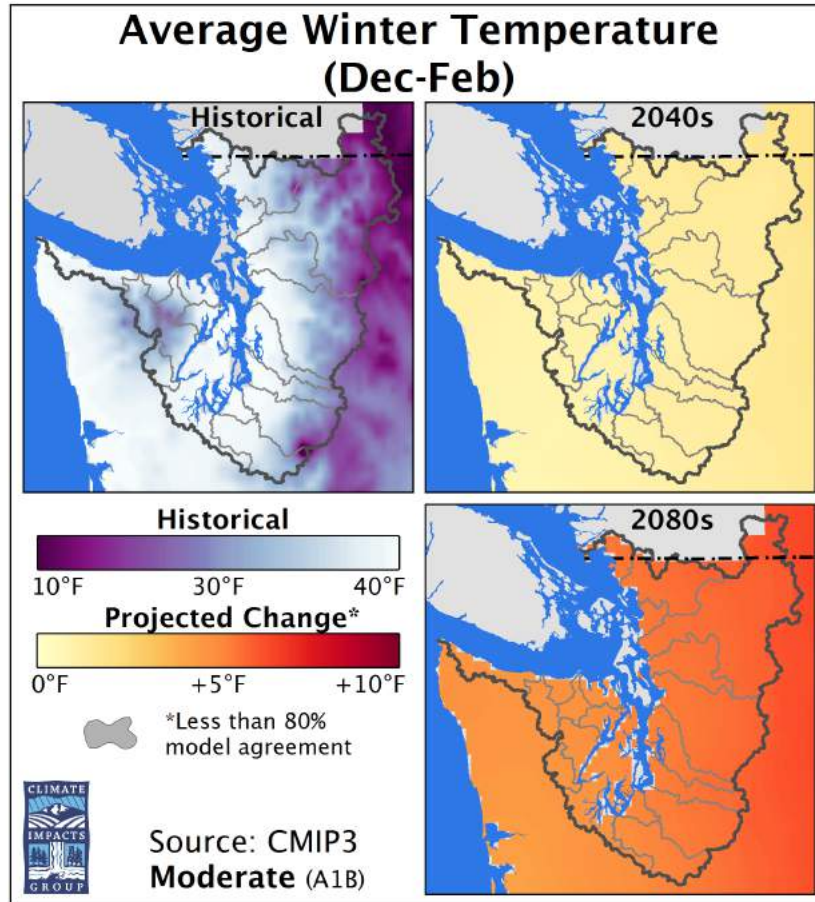 Average Winter Temperature
(Dec-Feb)
Historical
2040s
Historical
10°F 30°F 40°F
Projected Change*
0°F +5°F +10°F
*Less than 80%
model agreement
2080s
CLIMATE
IMPACTS
GROUP
Source: CMIP3
Moderate (A1B)